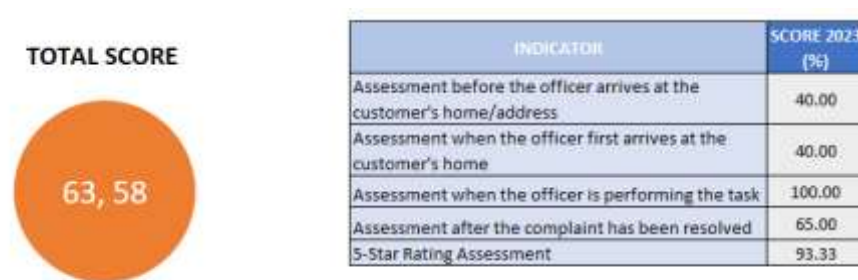 TOTAL SCORE
63, 58
INDICATOR
SCORE 2023
(%)
Assessment before the officer arrives at the
customer's home/address
40.00
Assessment when the officer first arrives at the
customer's home
40.00
Assessment when the officer is performing the task
100.00
Assessment after the complaint has been resolved
65.00
5-Star Rating Assessment
93.33